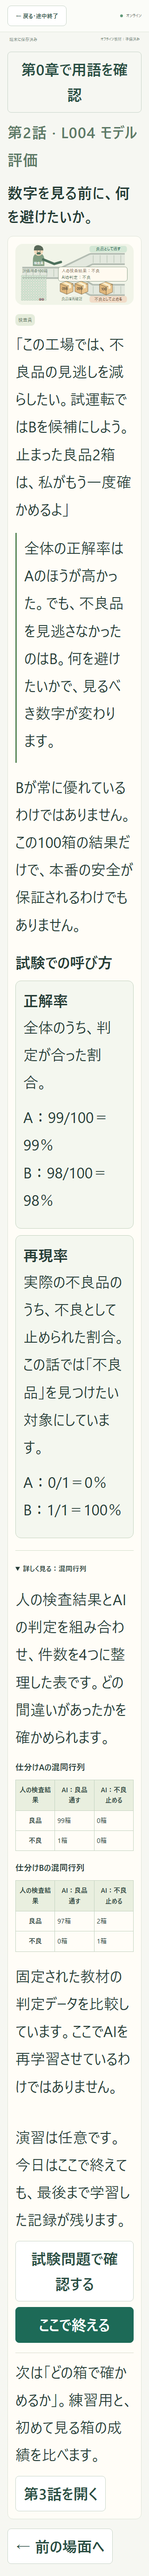 ← 戻る・途中終了
● オンライン
第0章で用語を確
認
第2話・L004 モデル
評価
数字を見る前に、何
を避けたいか。
「この工場では、不
良品の見逃しを減
らしたい。試運転で
はBを候補にしよう。
止まった良品2箱
は、私がもう一度確
かめるよ」
全体の正解率は
Aのほうが高かっ
た。でも、不良品
を見逃さなかった
のはB。何を避け
たいかで、見るべ
き数字が変わり
ます。
Bが常に優れている
わけではありません。
この100箱の結果だ
けで、本番の安全が
保証されるわけでも
ありません。
試験での呼び方
正解率
全体のうち、判
定が合った割
合。
A：99/100＝
99％
B：98/100＝
98％
再現率
実際の不良品の
うち、不良として
止められた割合。
この話では「不良
品」を見つけたい
対象にしていま
す。
A：0/1＝0％
B：1/1＝100％
▼ 詳しく見る：混同行列
人の検査結果とAI
の判定を組み合わ
せ、件数を4つに整
理した表です。どの
間違いがあったかを
確かめられます。
仕分けAの混同行列
人の検査結果 AI：良品通す AI：不良止める
良品 99箱 0箱
不良 1箱 0箱
仕分けBの混同行列
人の検査結果 AI：良品通す AI：不良止める
良品 97箱 2箱
不良 0箱 1箱
固定された教材の
判定データを比較し
ています。ここでAIを
再学習させているわ
けではありません。
演習は任意です。
今日はここで終えて
も、最後まで学習し
た記録が残ります。
試験問題で確
認する
ここで終える
次は「どの箱で確か
めるか」。練習用と、
初めて見る箱の成
績を比べます。
第3話を開く
← 前の場面へ